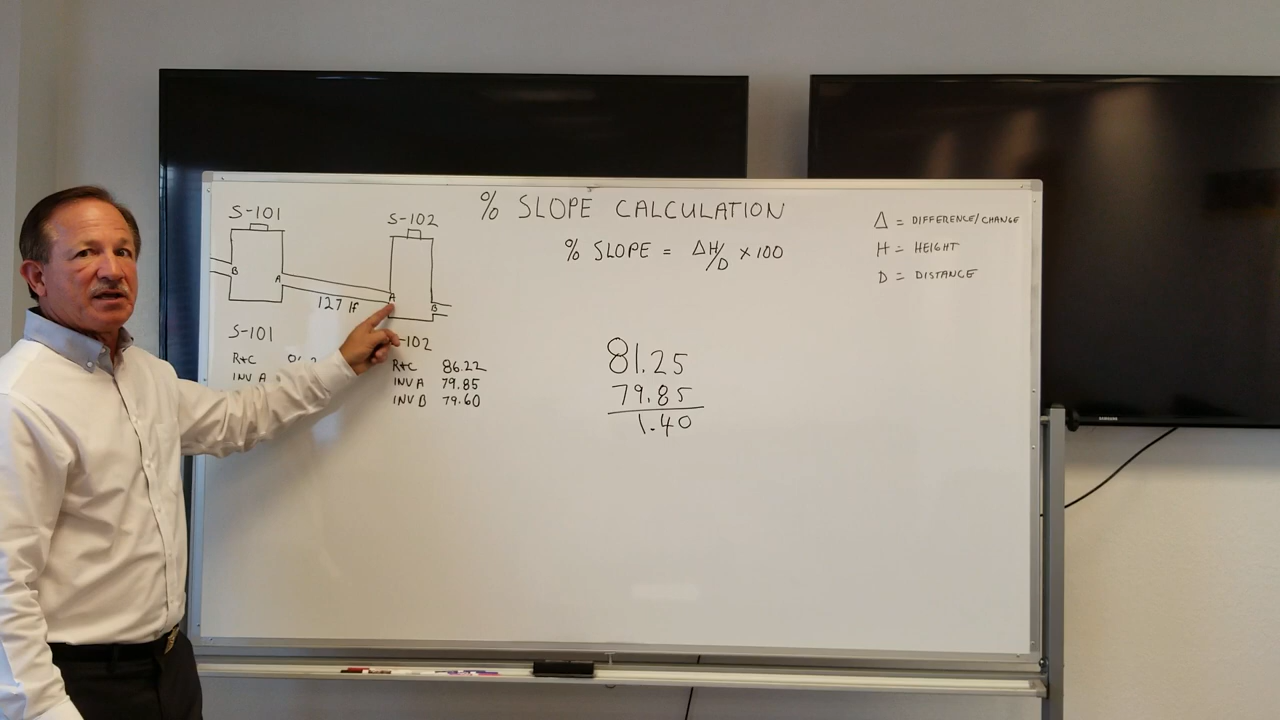 % SLOPE CALCULATION
S-101
S-102
% SLOPE = ΔH/D × 100
Δ = DIFFERENCE/CHANGE
H = HEIGHT
D = DISTANCE
B
A
127 lf
A
B
S-101
R+C
INV A
-102
R+C 86.22
INV A 79.85
INV B 79.60
81.25
79.85
1.40
SAMSUNG